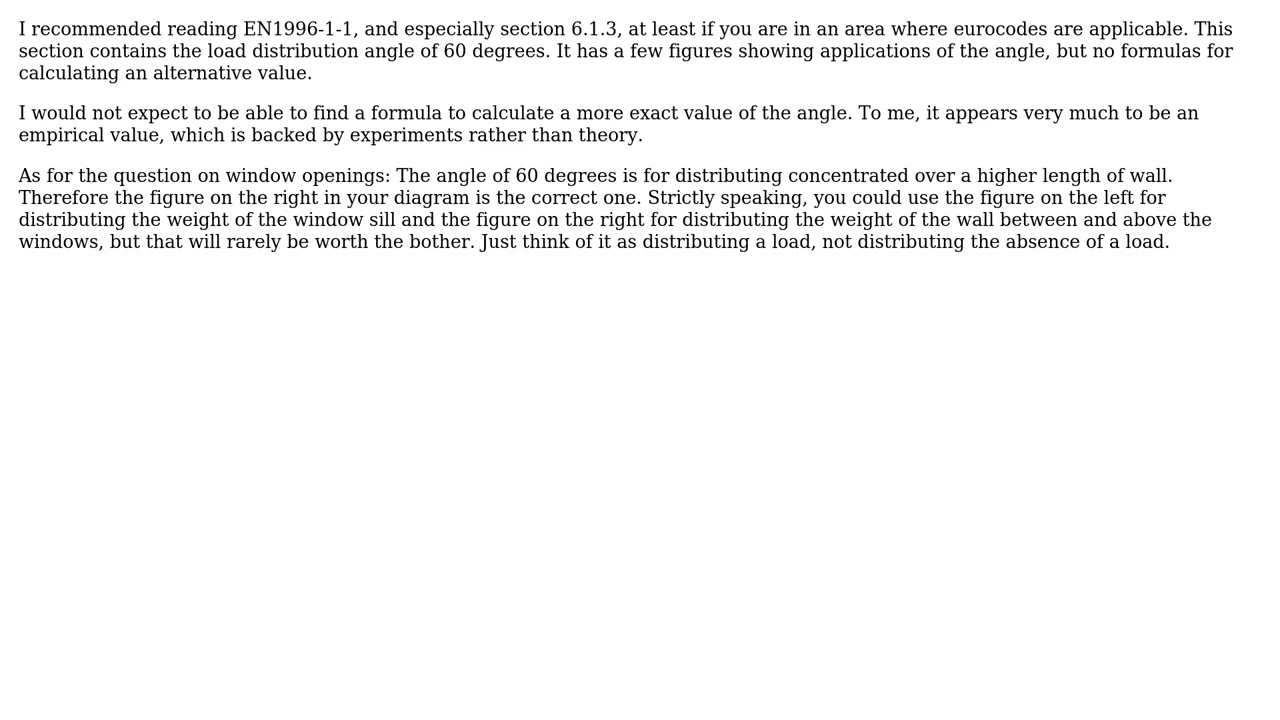 I recommended reading EN1996-1-1, and especially section 6.1.3, at least if you are in an area where eurocodes are applicable. This
section contains the load distribution angle of 60 degrees. It has a few figures showing applications of the angle, but no formulas for
calculating an alternative value.
I would not expect to be able to find a formula to calculate a more exact value of the angle. To me, it appears very much to be an
empirical value, which is backed by experiments rather than theory.
As for the question on window openings: The angle of 60 degrees is for distributing concentrated over a higher length of wall.
Therefore the figure on the right in your diagram is the correct one. Strictly speaking, you could use the figure on the left for
distributing the weight of the window sill and the figure on the right for distributing the weight of the wall between and above the
windows, but that will rarely be worth the bother. Just think of it as distributing a load, not distributing the absence of a load.